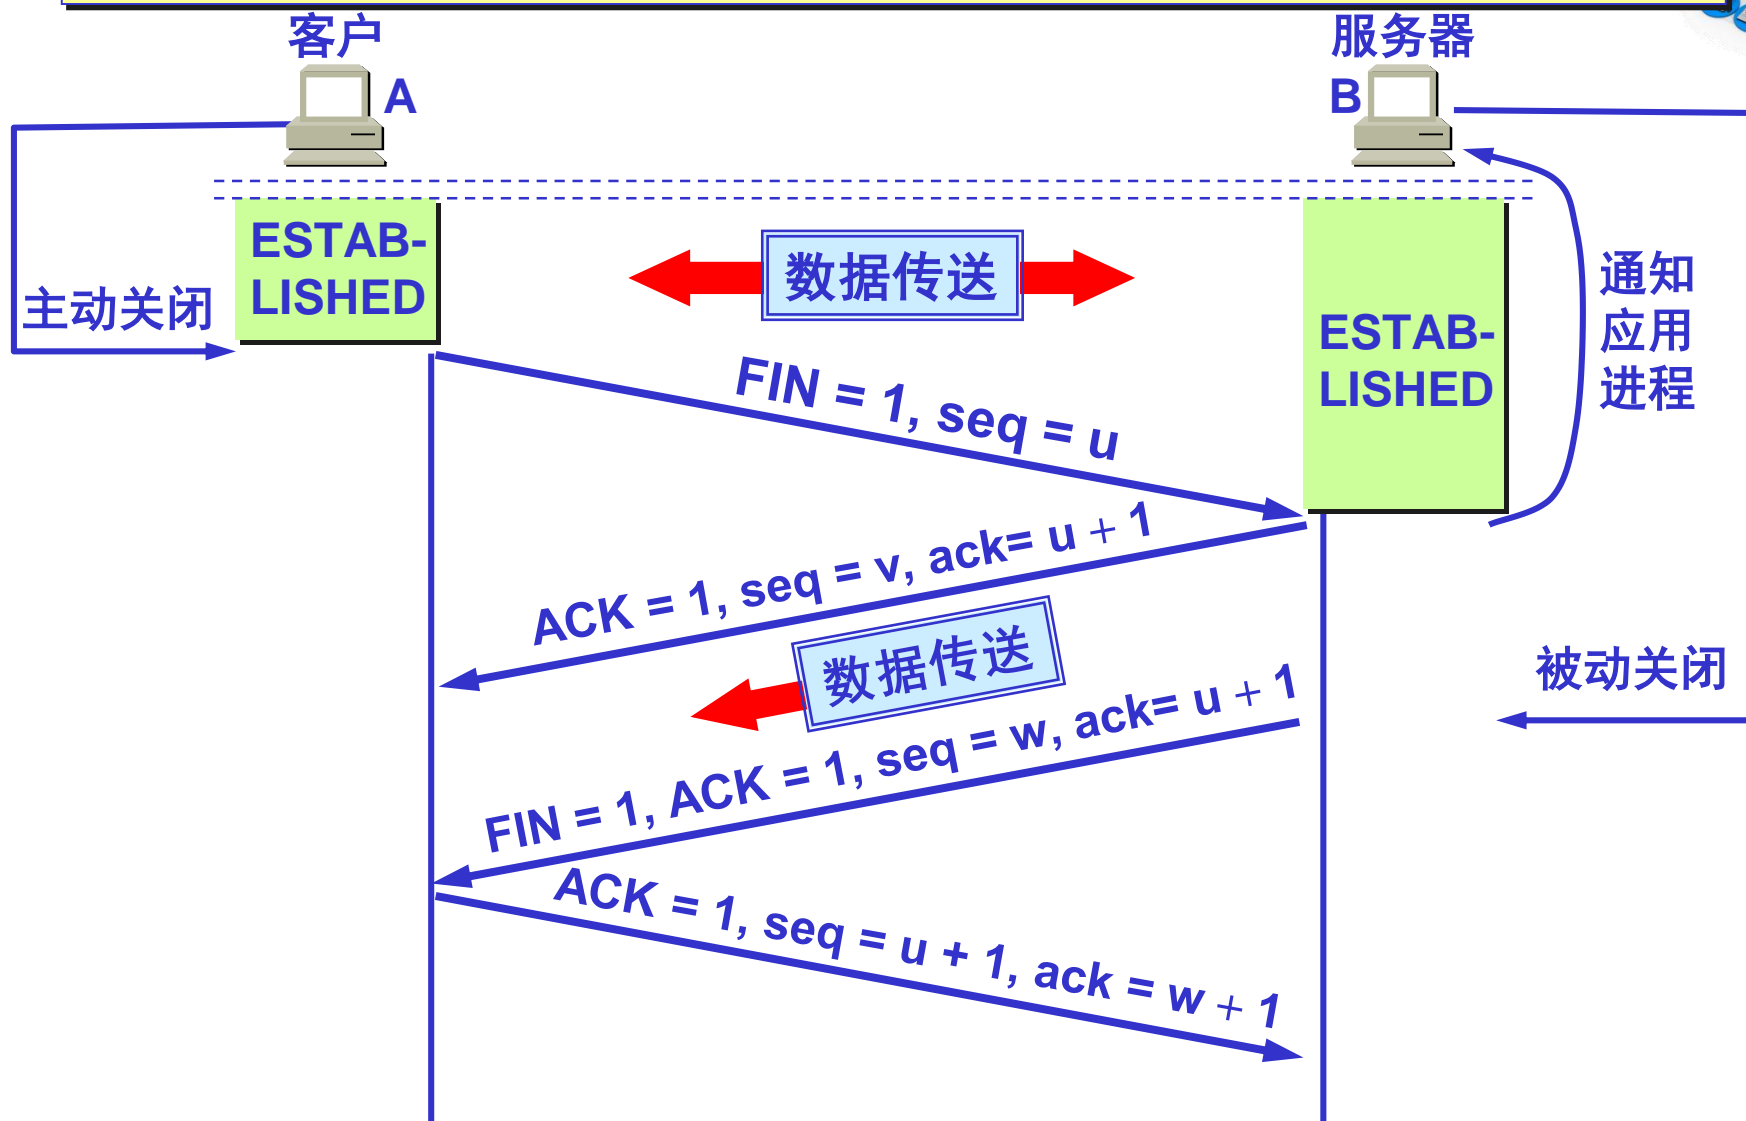 客户
服务器
A
B
ESTAB-
LISHED
数据传送
主动关闭
ESTAB-
LISHED
通知
应用
进程
FIN = 1, seq = u
ACK = 1, seq = v, ack= u + 1
数据传送
被动关闭
FIN = 1, ACK = 1, seq = w, ack= u + 1
ACK = 1, seq = u + 1, ack = w + 1